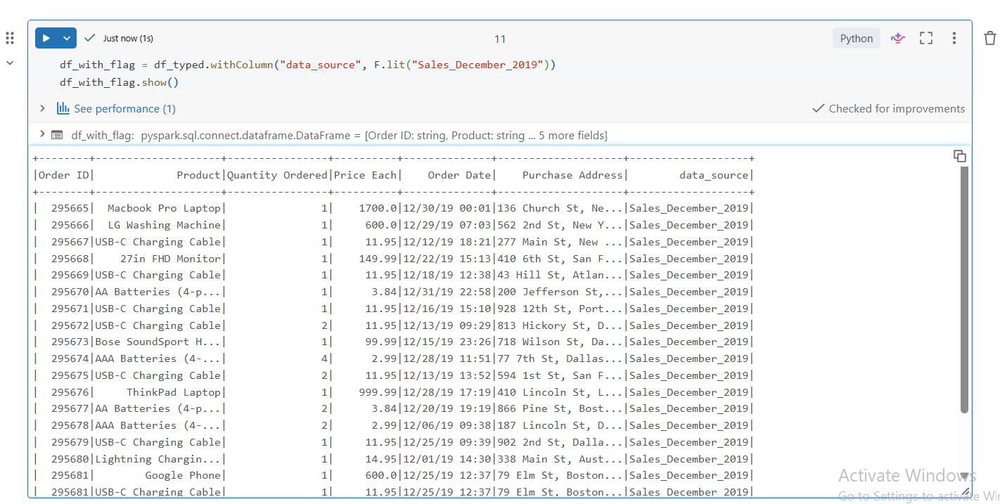 Just now (1s)
11
Python
df_with_flag = df_typed.withColumn("data_source", F.lit("Sales_December_2019"))
df_with_flag.show()
See performance (1)
Checked for improvements
df_with_flag: pyspark.sql.connect.dataframe.DataFrame = [Order ID: string, Product: string ... 5 more fields]
+--------+--------------------+----------------+----------+--------------+--------------------+-------------------+
|Order ID|             Product|Quantity Ordered|Price Each|    Order Date|    Purchase Address|        data_source|
+--------+--------------------+----------------+----------+--------------+--------------------+-------------------+
|  295665|  Macbook Pro Laptop|               1|    1700.0|12/30/19 00:01|136 Church St, Ne...|Sales_December_2019|
|  295666|  LG Washing Machine|               1|     600.0|12/29/19 07:03|562 2nd St, New Y...|Sales_December_2019|
|  295667|USB-C Charging Cable|               1|     11.95|12/12/19 18:21|277 Main St, New ...|Sales_December_2019|
|  295668|    27in FHD Monitor|               1|    149.99|12/22/19 15:13|410 6th St, San F...|Sales_December_2019|
|  295669|USB-C Charging Cable|               1|     11.95|12/18/19 12:38|43 Hill St, Atlan...|Sales_December_2019|
|  295670|AA Batteries (4-p...|               1|      3.84|12/31/19 22:58|200 Jefferson St,...|Sales_December_2019|
|  295671|USB-C Charging Cable|               1|     11.95|12/16/19 15:10|928 12th St, Port...|Sales_December_2019|
|  295672|USB-C Charging Cable|               2|     11.95|12/13/19 09:29|813 Hickory St, D...|Sales_December_2019|
|  295673|Bose SoundSport H...|               1|     99.99|12/15/19 23:26|718 Wilson St, Da...|Sales_December_2019|
|  295674|AAA Batteries (4-...|               4|      2.99|12/28/19 11:51|77 7th St, Dallas...|Sales_December_2019|
|  295675|USB-C Charging Cable|               2|     11.95|12/13/19 13:52|594 1st St, San F...|Sales_December_2019|
|  295676|     ThinkPad Laptop|               1|    999.99|12/28/19 17:19|410 Lincoln St, L...|Sales_December_2019|
|  295677|AA Batteries (4-p...|               2|      3.84|12/20/19 19:19|866 Pine St, Bost...|Sales_December_2019|
|  295678|AAA Batteries (4-...|               2|      2.99|12/06/19 09:38|187 Lincoln St, D...|Sales_December_2019|
|  295679|USB-C Charging Cable|               1|     11.95|12/25/19 09:39|902 2nd St, Dalla...|Sales_December_2019|
|  295680|Lightning Chargin...|               1|     14.95|12/01/19 14:30|338 Main St, Aust...|Sales_December_2019|
|  295681|        Google Phone|               1|     600.0|12/25/19 12:37|79 Elm St, Boston...|Sales_December_2019|
|  295681|USB-C Charging Cable|               1|     11.95|12/25/19 12:37|79 Elm St, Boston...|Sales_December_2019|
Activate Windows
Go to Settings to activate Wi